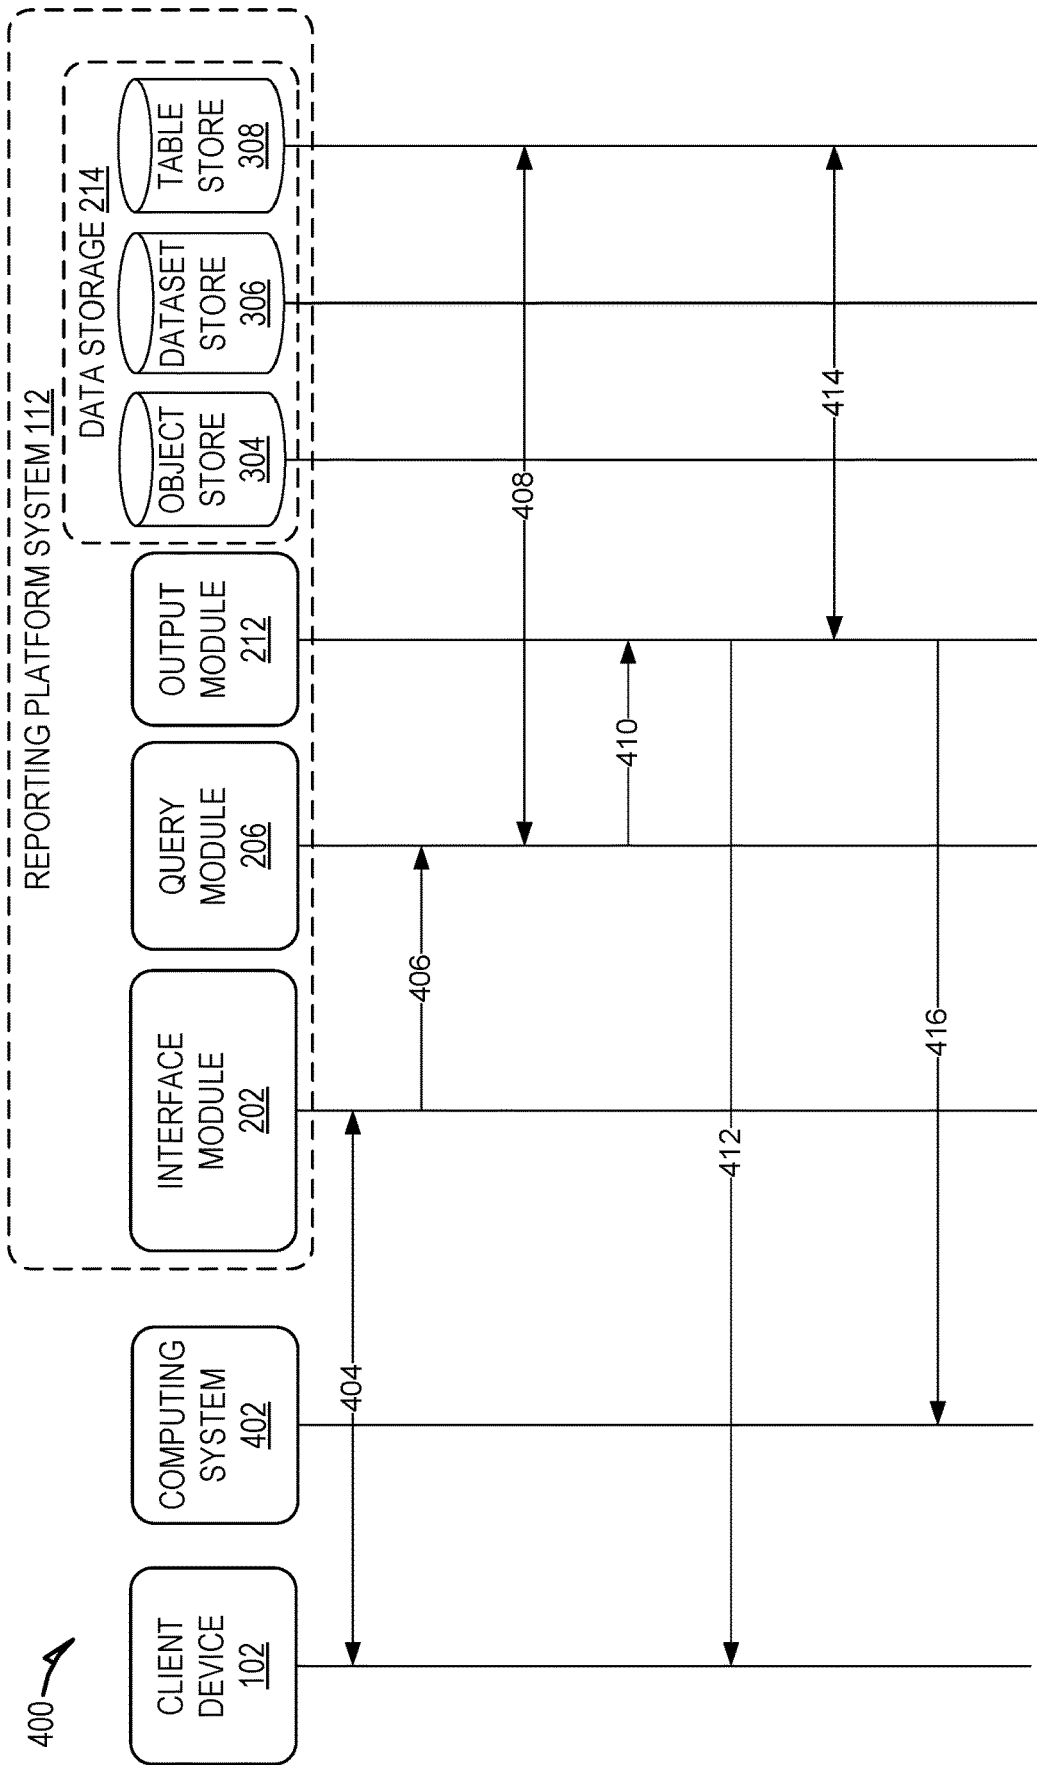 400
REPORTING PLATFORM SYSTEM 112
DATA STORAGE 214
CLIENT
DEVICE
102
COMPUTING
SYSTEM
402
INTERFACE
MODULE
202
QUERY
MODULE
206
OUTPUT
MODULE
212
OBJECT
STORE
304
DATASET
STORE
306
TABLE
STORE
308
404
406
408
410
412
414
416